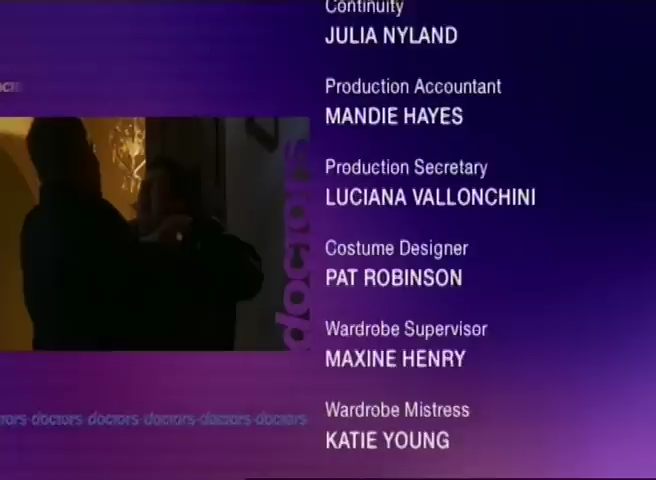 Continuity
JULIA NYLAND
Production Accountant
MANDIE HAYES
Production Secretary
LUCIANA VALLONCHINI
Costume Designer
PAT ROBINSON
Wardrobe Supervisor
MAXINE HENRY
Wardrobe Mistress
KATIE YOUNG
doctors
doctors doctors doctors doctors doctors